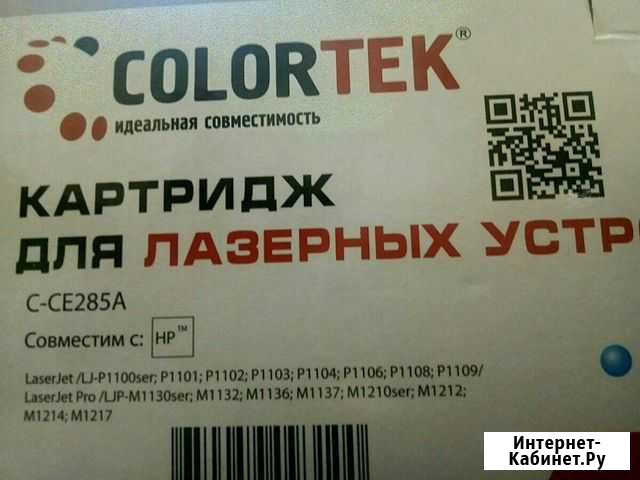 COLORTEK®
идеальная совместимость
КАРТРИДЖ
ДЛЯ ЛАЗЕРНЫХ УСТР
C-CE285A
Совместим с: HP™
LaserJet /LJ-P1100ser; P1101; P1102; P1103; P1104; P1106; P1108; P1109/
LaserJet Pro /LJP-M1130ser; M1132; M1136; M1137; M1210ser; M1212;
M1214; M1217
Интернет-
Кабинет.Ру